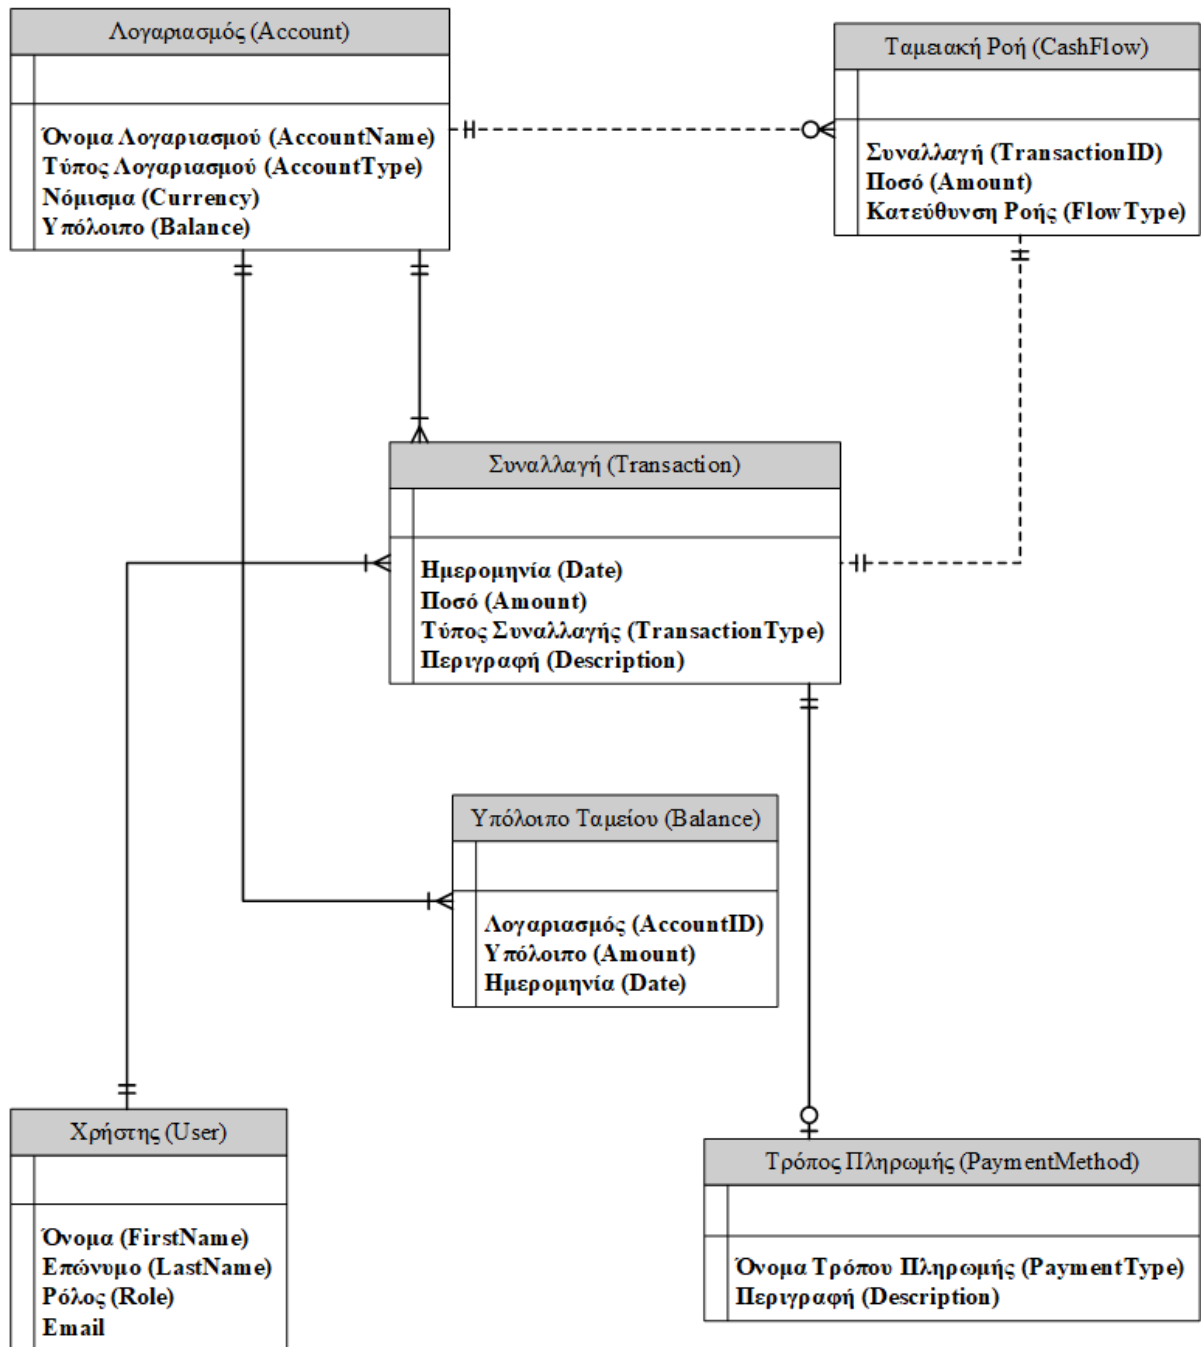 Λογαριασμός (Account)
Όνομα Λογαριασμού (AccountName)
Τύπος Λογαριασμού (AccountType)
Νόμισμα (Currency)
Υπόλοιπο (Balance)
Ταμειακή Ροή (CashFlow)
Συναλλαγή (TransactionID)
Ποσό (Amount)
Κατεύθυνση Ροής (FlowType)
Συναλλαγή (Transaction)
Ημερομηνία (Date)
Ποσό (Amount)
Τύπος Συναλλαγής (TransactionType)
Περιγραφή (Description)
Υπόλοιπο Ταμείου (Balance)
Λογαριασμός (AccountID)
Υπόλοιπο (Amount)
Ημερομηνία (Date)
Χρήστης (User)
Όνομα (FirstName)
Επώνυμο (LastName)
Ρόλος (Role)
Email
Τρόπος Πληρωμής (PaymentMethod)
Όνομα Τρόπου Πληρωμής (PaymentType)
Περιγραφή (Description)